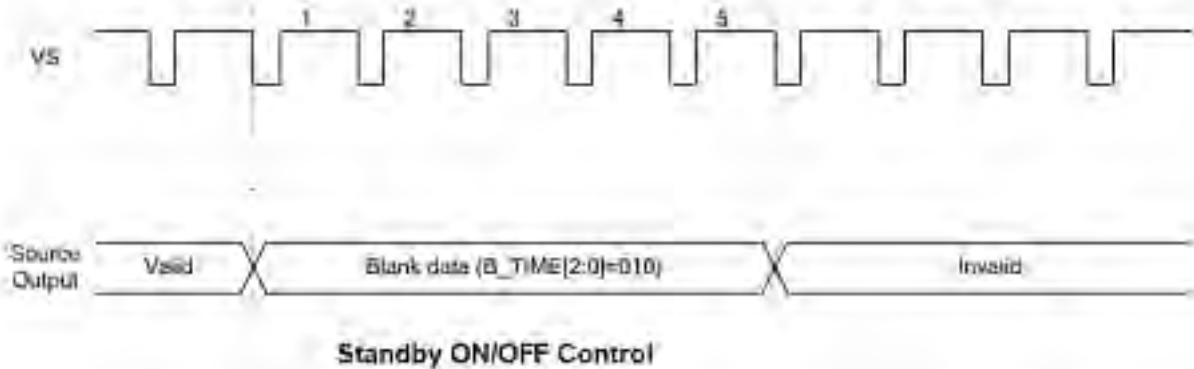 1 2 3 4 5
VS
Source
Output
Valid
Blank data (B_TIME[2:0]=010)
Invalid
Standby ON/OFF Control